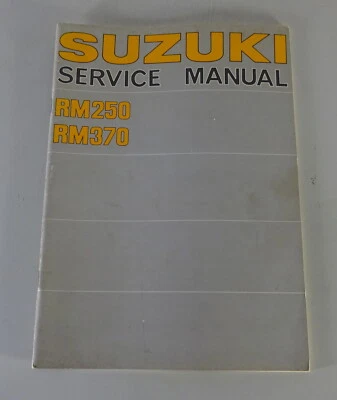 SUZUKI
SERVICE MANUAL
RM250
RM370